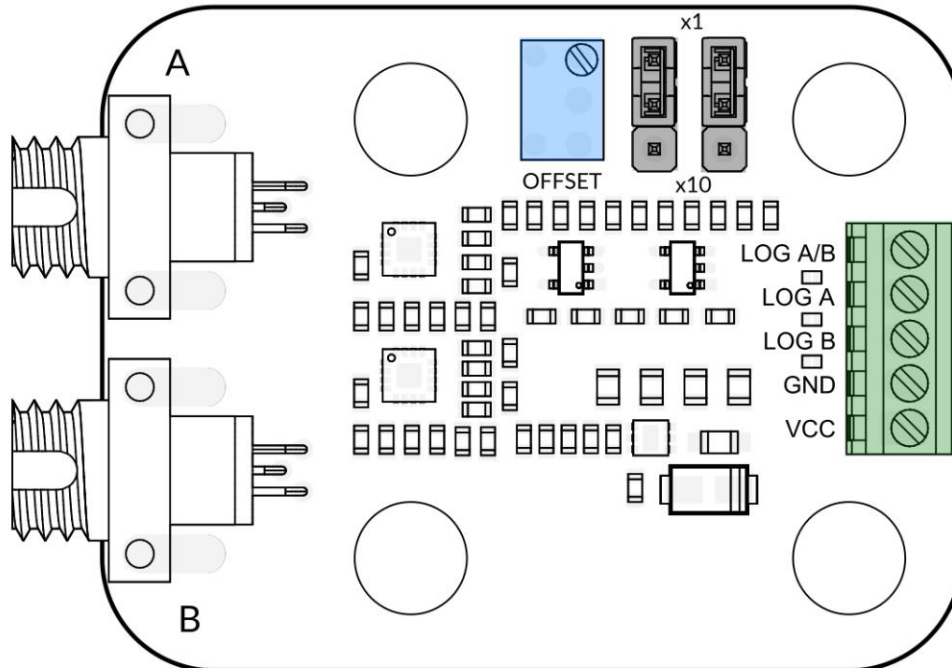 x1
A
OFFSET
x10
LOG A/B
LOG A
LOG B
GND
VCC
B